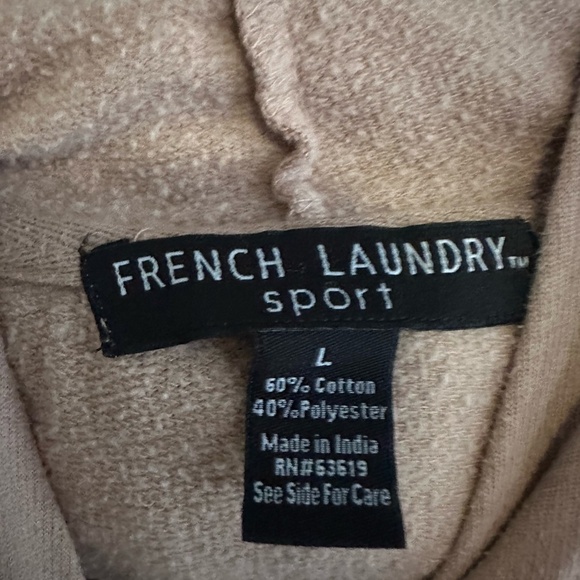 FRENCH LAUNDRY™
sport
L
60% Cotton
40%Polyester
Made in India
RN#63619
See Side For Care